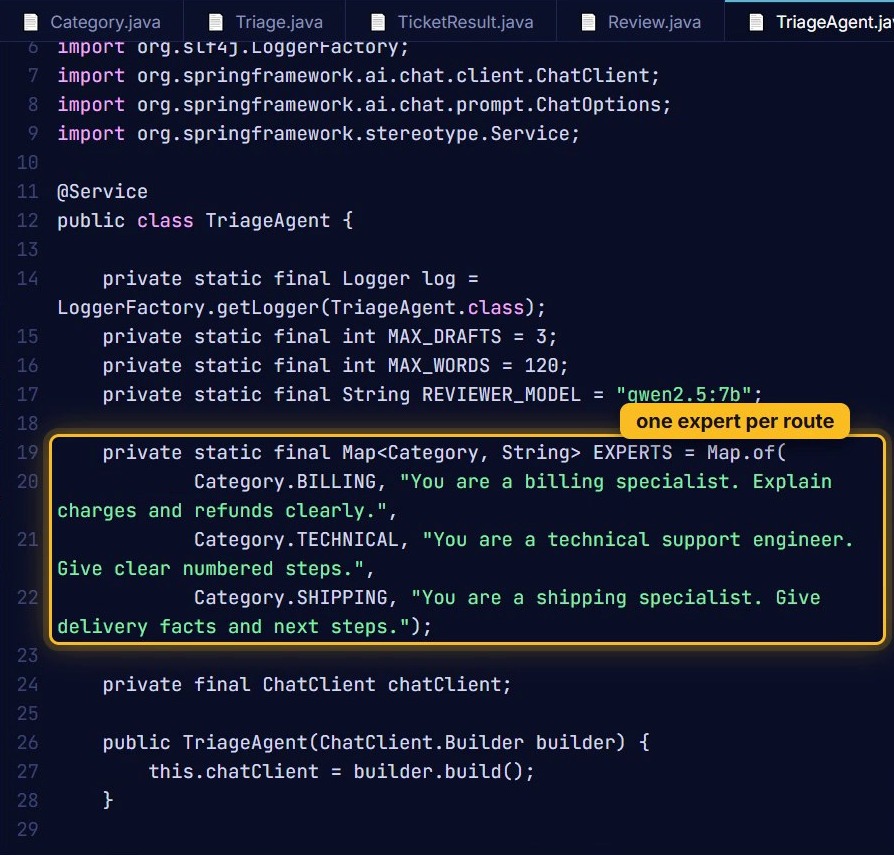 Category.java Triage.java TicketResult.java Review.java TriageAgent.jav
6 import org.slf4j.LoggerFactory;
7 import org.springframework.ai.chat.client.ChatClient;
8 import org.springframework.ai.chat.prompt.ChatOptions;
9 import org.springframework.stereotype.Service;
10
11 @Service
12 public class TriageAgent {
13
14 private static final Logger log =
LoggerFactory.getLogger(TriageAgent.class);
15 private static final int MAX_DRAFTS = 3;
16 private static final int MAX_WORDS = 120;
17 private static final String REVIEWER_MODEL = "qwen2.5:7b";
18
one expert per route
19 private static final Map<Category, String> EXPERTS = Map.of(
20 Category.BILLING, "You are a billing specialist. Explain
charges and refunds clearly.",
21 Category.TECHNICAL, "You are a technical support engineer.
Give clear numbered steps.",
22 Category.SHIPPING, "You are a shipping specialist. Give
delivery facts and next steps.");
23
24 private final ChatClient chatClient;
25
26 public TriageAgent(ChatClient.Builder builder) {
27 this.chatClient = builder.build();
28 }
29